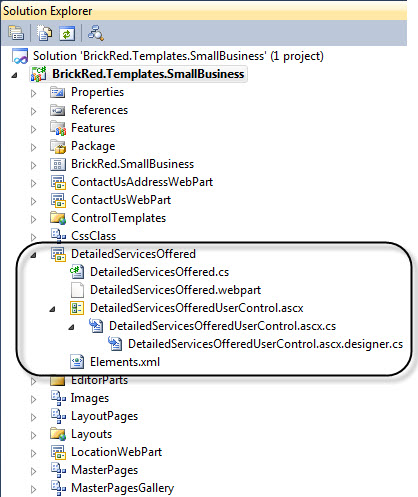 Solution Explorer
Solution 'BrickRed.Templates.SmallBusiness' (1 project)
BrickRed.Templates.SmallBusiness
Properties
References
Features
Package
BrickRed.SmallBusiness
ContactUsAddressWebPart
ContactUsWebPart
ControlTemplates
CssClass
DetailedServicesOffered
DetailedServicesOffered.cs
DetailedServicesOffered.webpart
DetailedServicesOfferedUserControl.ascx
DetailedServicesOfferedUserControl.ascx.cs
DetailedServicesOfferedUserControl.ascx.designer.cs
Elements.xml
EditorParts
Images
LayoutPages
Layouts
LocationWebPart
MasterPages
MasterPagesGallery